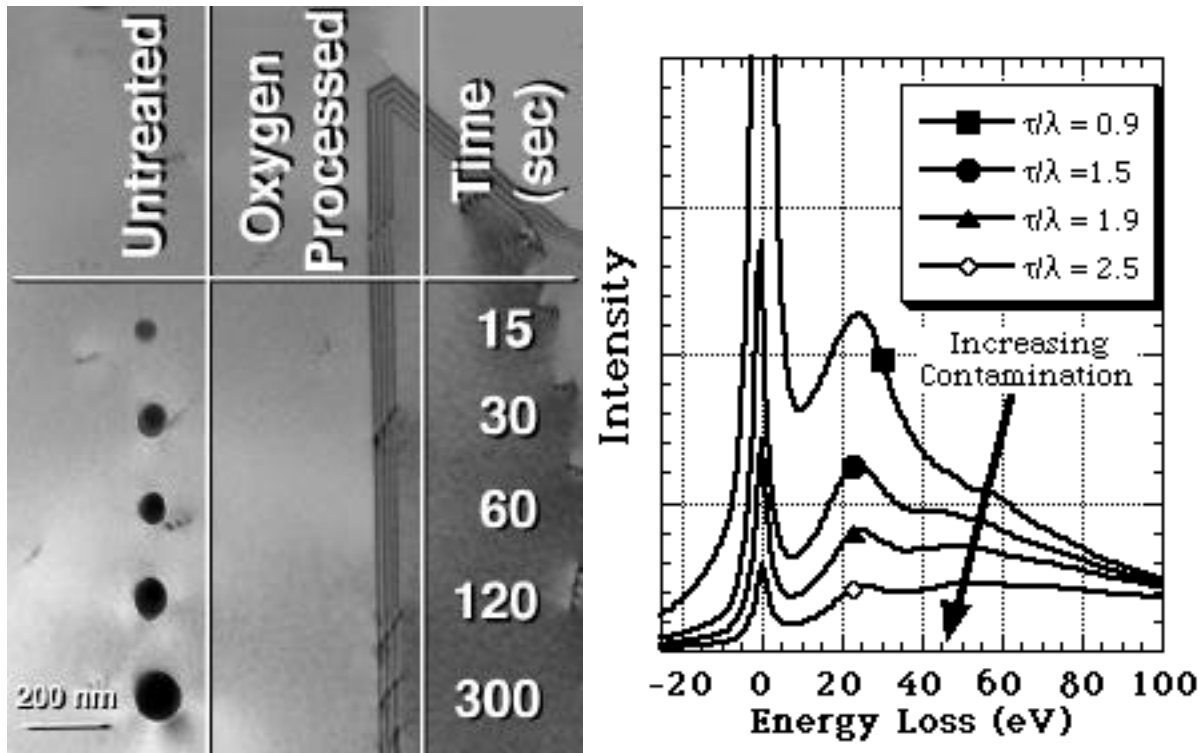 Untreated
Oxygen
Processed
Time
(sec)
15
30
60
120
300
200 nm
τ/λ = 0.9
τ/λ =1.5
τ/λ = 1.9
τ/λ = 2.5
Increasing
Contamination
Intensity
-20 0 20 40 60 80 100
Energy Loss (eV)